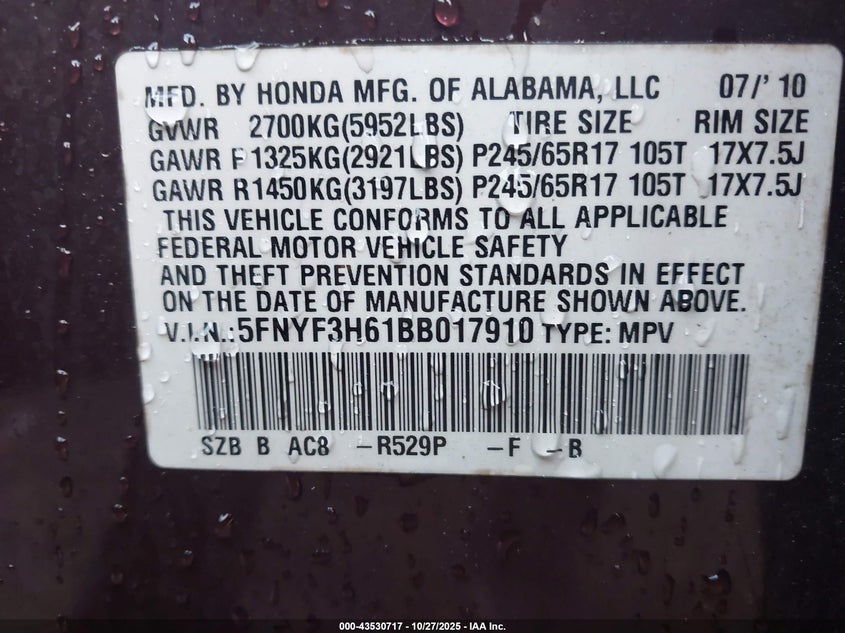 MFD. BY HONDA MFG. OF ALABAMA, LLC 07/' 10
GVWR 2700KG(5952LBS) TIRE SIZE RIM SIZE
GAWR F1325KG(2921LBS) P245/65R17 105T 17X7.5J
GAWR R1450KG(3197LBS) P245/65R17 105T 17X7.5J
THIS VEHICLE CONFORMS TO ALL APPLICABLE
FEDERAL MOTOR VEHICLE SAFETY
AND THEFT PREVENTION STANDARDS IN EFFECT
ON THE DATE OF MANUFACTURE SHOWN ABOVE.
V.I.N.:5FNYF3H61BB017910 TYPE: MPV
SZB B AC8 –R529P –F –B
000-43530717 - 10/27/2025 - IAA Inc.